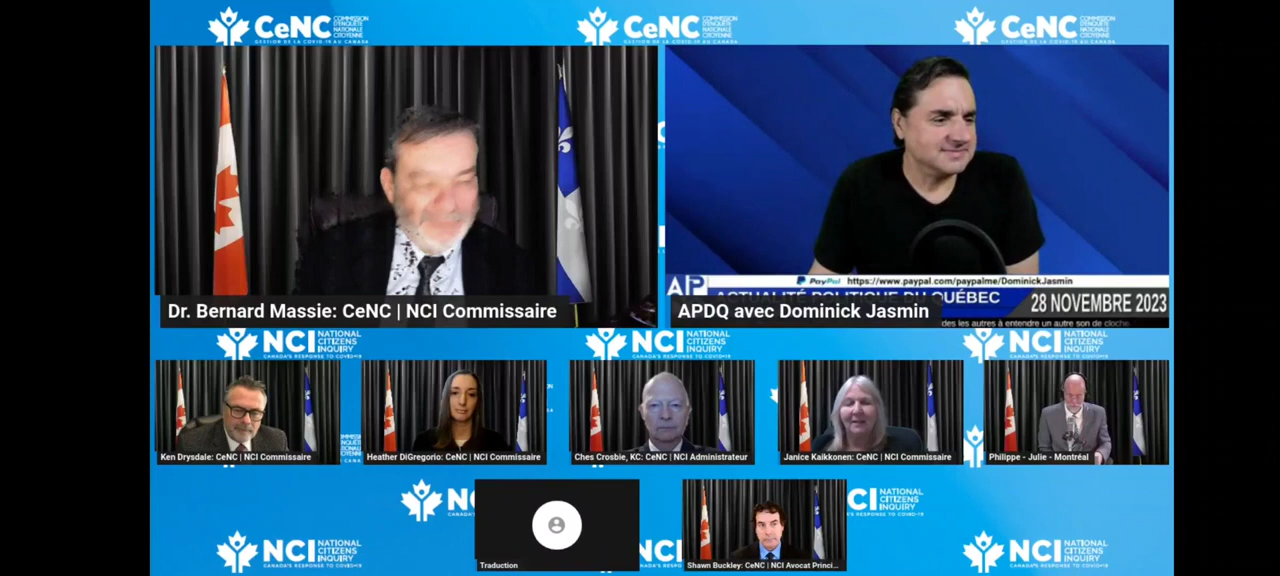 CeNC COMMISSION D'ENQUÊTE NATIONALE CITOYENNE
GESTION DE LA COVID-19 AU CANADA
CeNC COMMISSION D'ENQUÊTE NATIONALE CITOYENNE
GESTION DE LA COVID-19 AU CANADA
CeNC COMMISSION D'ENQUÊTE NATIONALE CITOYENNE
GESTION DE LA COVID-19 AU CANADA
PayPal https://www.paypal.com/paypalme/DominickJasmin
ACTUALITÉ POLITIQUE DU QUÉBEC
28 NOVEMBRE 2023
Dr. Bernard Massie: CeNC | NCI Commissaire
APDQ avec Dominick Jasmin
des les autres à entendre un autre son de cloche
NCI NATIONAL CITIZENS INQUIRY
CANADA'S RESPONSE TO COVID-19
NCI NATIONAL CITIZENS INQUIRY
CANADA'S RESPONSE TO COVID-19
NCI NATIONAL CITIZENS INQUIRY
CANADA'S RESPONSE TO COVID-19
Ken Drysdale: CeNC | NCI Commissaire
Heather DiGregorio: CeNC | NCI Commissaire
Ches Crosbie, KC: CeNC | NCI Administrateur
Janice Kaikkonen: CeNC | NCI Commissaire
Philippe - Julie - Montréal
CI NATIONAL CITIZENS INQUIRY
Traduction
Shawn Buckley: CeNC | NCI Avocat Princi...
NCI NATIONAL CITIZENS INQUIRY
CANADA'S RESPONSE TO COVID-19
NCI
NCI NATIONAL CITIZENS INQUIRY
CANADA'S RESPONSE TO COVID-19